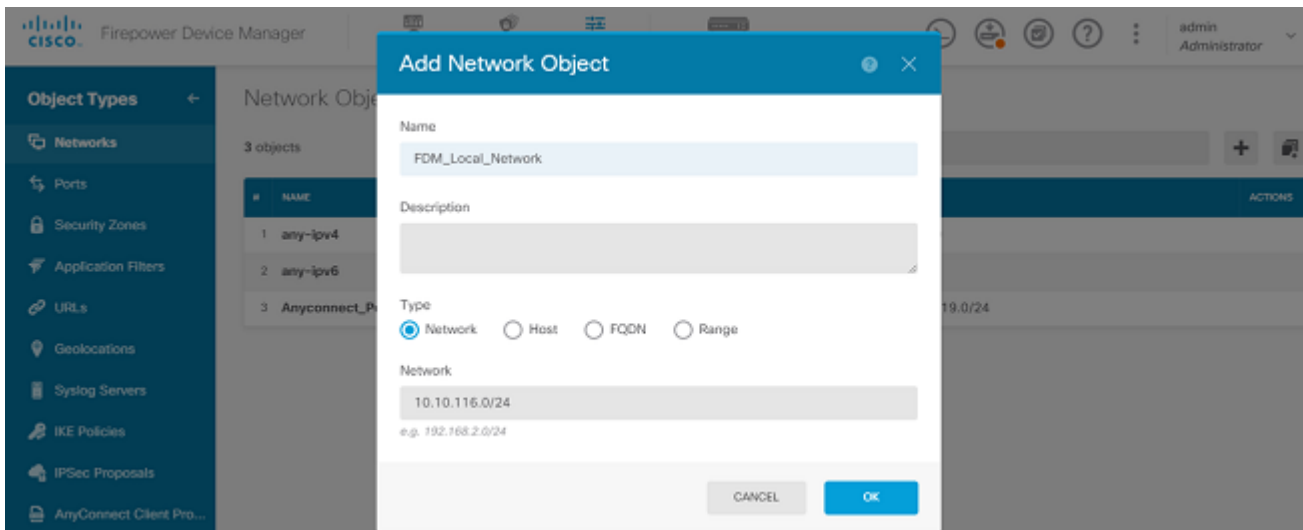 CISCO
Firepower Device Manager
admin
Administrator
Object Types
Networks
Ports
Security Zones
Application Filters
URLs
Geolocations
Syslog Servers
IKE Policies
IPSec Proposals
AnyConnect Client Pro...
Network Obje
3 objects
# NAME ACTIONS
1 any-ipv4
2 any-ipv6
3 Anyconnect_P 19.0/24
Add Network Object
Name
FDM_Local_Network
Description
Type
Network Host FQDN Range
Network
10.10.116.0/24
e.g. 192.168.2.0/24
CANCEL OK